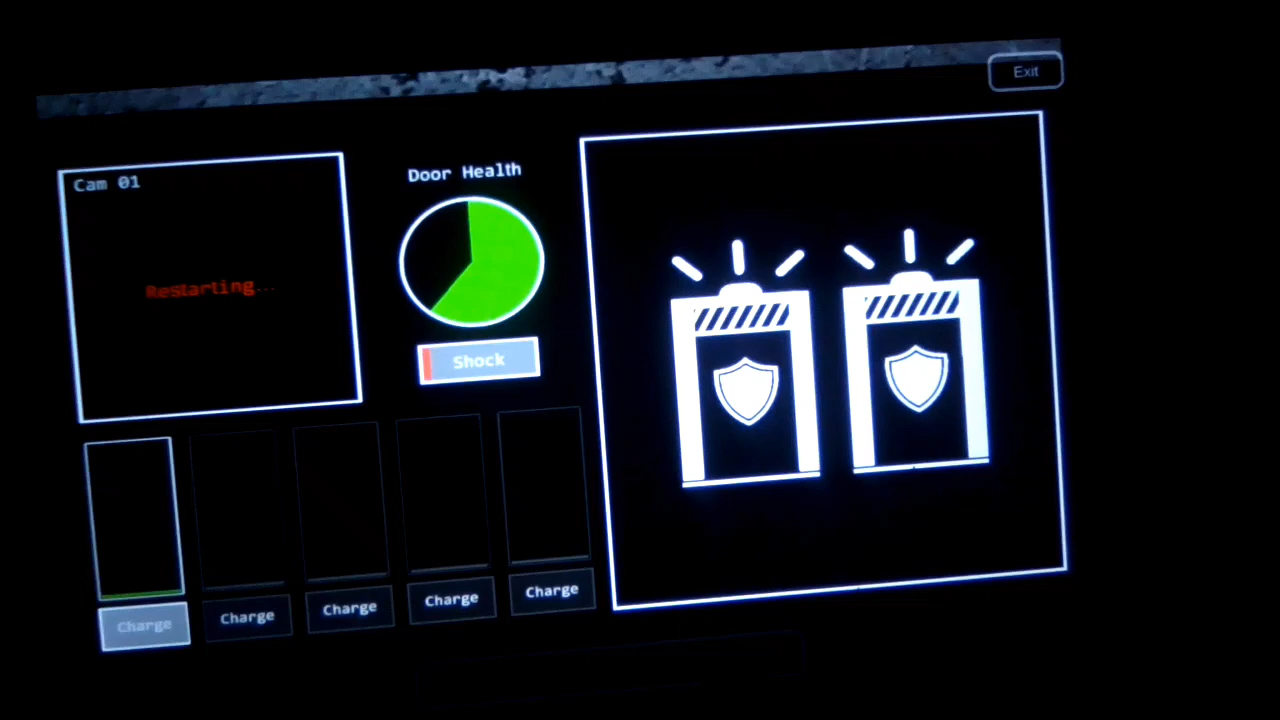 Exit
Cam 01
Door Health
Restarting...
Shock
Charge
Charge
Charge
Charge
Charge